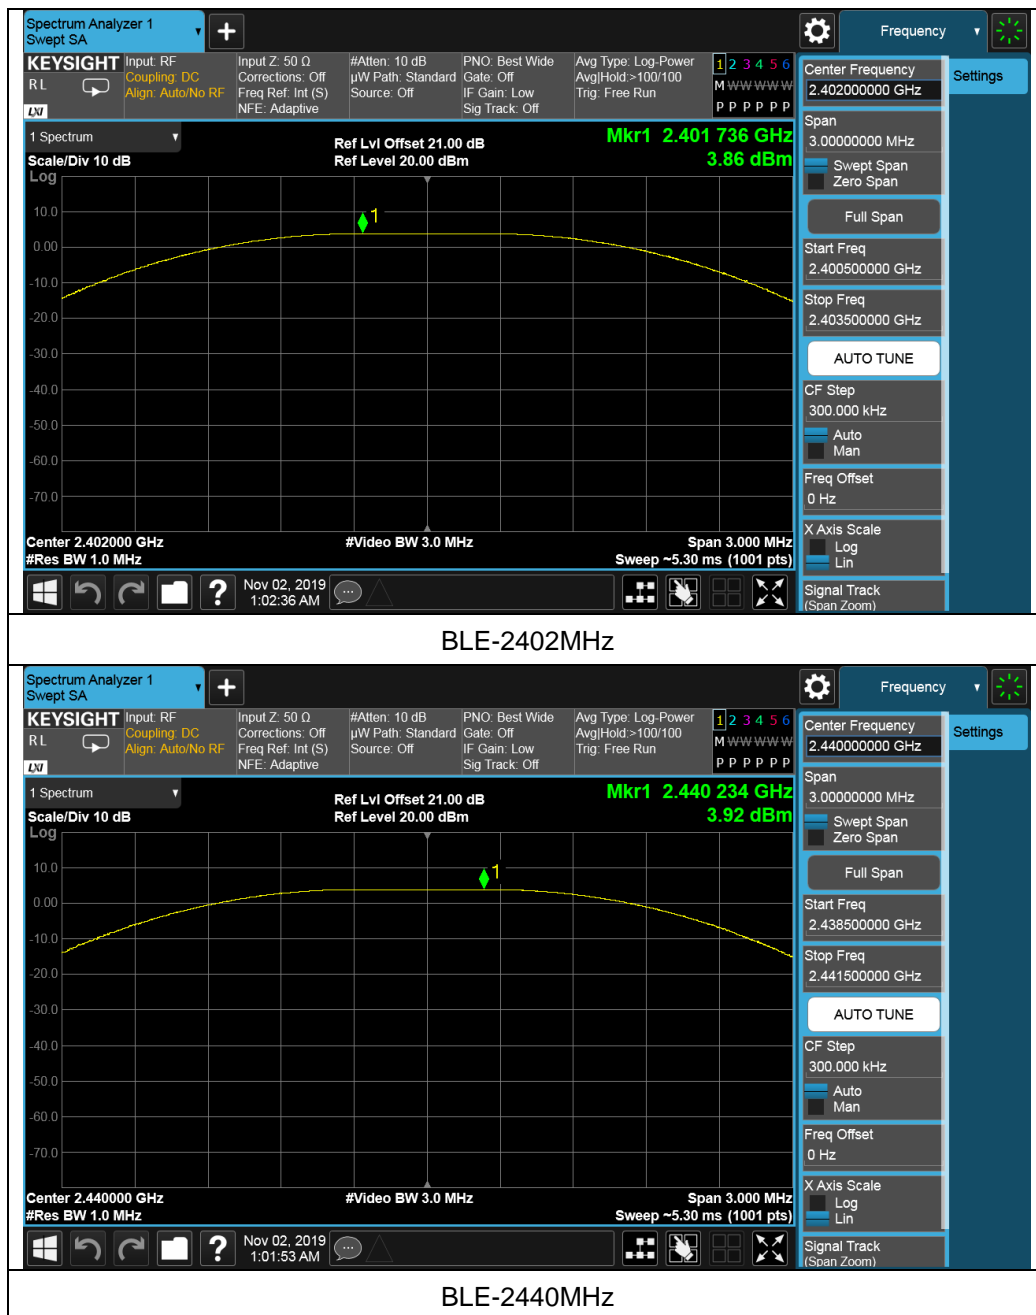 Spectrum Analyzer 1
Swept SA
Frequency
KEYSIGHT
RL
LXI
Input: RF
Coupling: DC
Align: Auto/No RF
Input Z: 50 Ω
Corrections: Off
Freq Ref: Int (S)
NFE: Adaptive
#Atten: 10 dB
µW Path: Standard
Source: Off
PNO: Best Wide
Gate: Off
IF Gain: Low
Sig Track: Off
Avg Type: Log-Power
Avg|Hold:>100/100
Trig: Free Run
1 2 3 4 5 6
M W W W W W
P P P P P P
1 Spectrum
Scale/Div 10 dB
Ref Lvl Offset 21.00 dB
Ref Level 20.00 dBm
Mkr1 2.401 736 GHz
3.86 dBm
Log
10.0
0.00
-10.0
-20.0
-30.0
-40.0
-50.0
-60.0
-70.0
1
Center 2.402000 GHz
#Res BW 1.0 MHz
#Video BW 3.0 MHz
Span 3.000 MHz
Sweep ~5.30 ms (1001 pts)
Nov 02, 2019
1:02:36 AM
Center Frequency
2.402000000 GHz
Settings
Span
3.00000000 MHz
Swept Span
Zero Span
Full Span
Start Freq
2.400500000 GHz
Stop Freq
2.403500000 GHz
AUTO TUNE
CF Step
300.000 kHz
Auto
Man
Freq Offset
0 Hz
X Axis Scale
Log
Lin
Signal Track
(Span Zoom)
BLE-2402MHz
Spectrum Analyzer 1
Swept SA
Frequency
KEYSIGHT
RL
LXI
Input: RF
Coupling: DC
Align: Auto/No RF
Input Z: 50 Ω
Corrections: Off
Freq Ref: Int (S)
NFE: Adaptive
#Atten: 10 dB
µW Path: Standard
Source: Off
PNO: Best Wide
Gate: Off
IF Gain: Low
Sig Track: Off
Avg Type: Log-Power
Avg|Hold:>100/100
Trig: Free Run
1 2 3 4 5 6
M W W W W W
P P P P P P
1 Spectrum
Scale/Div 10 dB
Ref Lvl Offset 21.00 dB
Ref Level 20.00 dBm
Mkr1 2.440 234 GHz
3.92 dBm
Log
10.0
0.00
-10.0
-20.0
-30.0
-40.0
-50.0
-60.0
-70.0
1
Center 2.440000 GHz
#Res BW 1.0 MHz
#Video BW 3.0 MHz
Span 3.000 MHz
Sweep ~5.30 ms (1001 pts)
Nov 02, 2019
1:01:53 AM
Center Frequency
2.440000000 GHz
Settings
Span
3.00000000 MHz
Swept Span
Zero Span
Full Span
Start Freq
2.438500000 GHz
Stop Freq
2.441500000 GHz
AUTO TUNE
CF Step
300.000 kHz
Auto
Man
Freq Offset
0 Hz
X Axis Scale
Log
Lin
Signal Track
(Span Zoom)
BLE-2440MHz